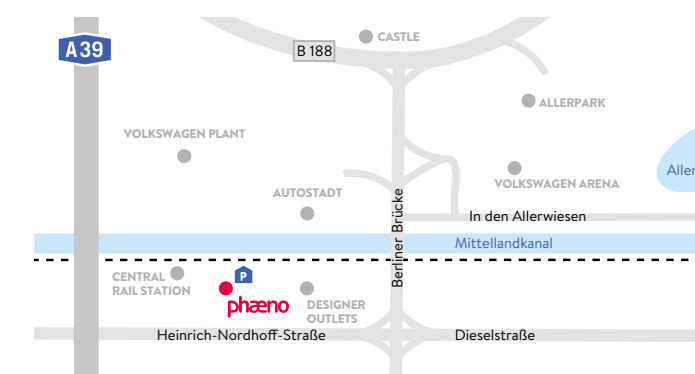 CASTLE
A39
B 188
ALLERPARK
VOLKSWAGEN PLANT
Aller
VOLKSWAGEN ARENA
AUTOSTADT
Berliner Brücke
In den Allerwiesen
Mittellandkanal
CENTRAL
RAIL STATION
P
phæno
DESIGNER
OUTLETS
Heinrich-Nordhoff-Straße
Dieselstraße